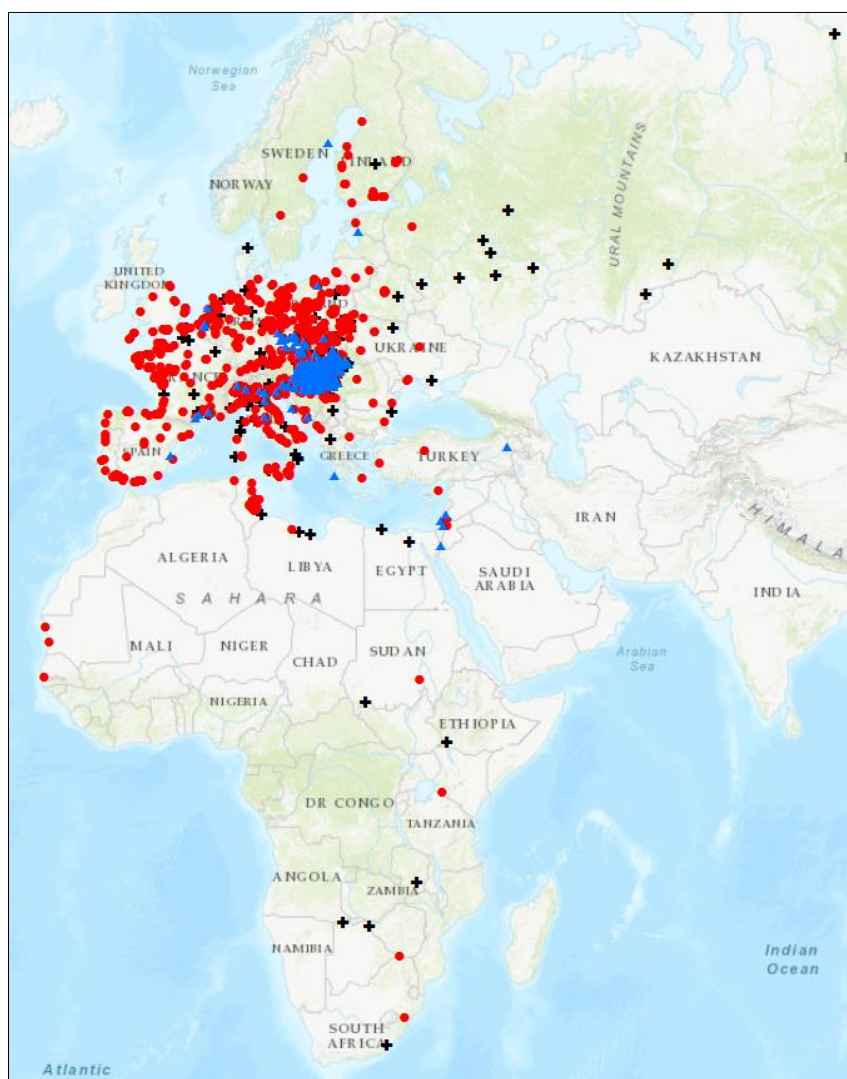 Norwegian
Sea
SWEDEN
NORWAY
URAL MOUNTAINS
UNITED
KINGDOM
UKRAINE
KAZAKHSTAN
SPAIN
GREECE
TURKEY
IRAN
HIMALA
ALGERIA
LIBYA
EGYPT
SAUDI
ARABIA
INDIA
SAHARA
MALI
NIGER
CHAD
SUDAN
Arabian
Sea
NIGERIA
ETHIOPIA
DR CONGO
TANZANIA
ANGOLA
ZAMBIA
NAMIBIA
Indian
Ocean
SOUTH
AFRICA
Atlantic